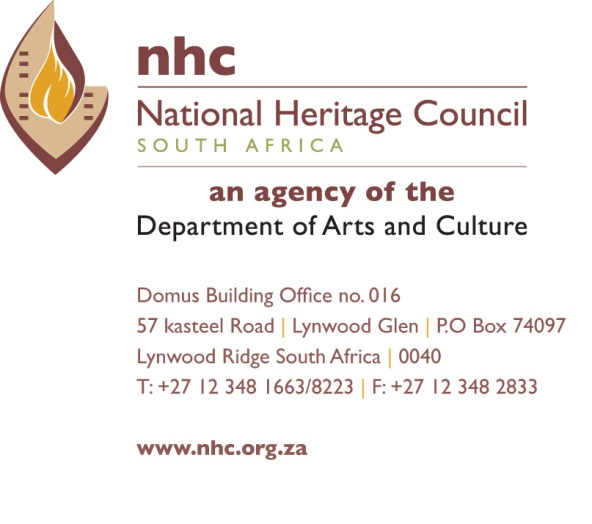 nhc
National Heritage Council
SOUTH AFRICA
an agency of the
Department of Arts and Culture
Domus Building Office no. 016
57 kasteel Road | Lynwood Glen | P.O Box 74097
Lynwood Ridge South Africa | 0040
T: +27 12 348 1663/8223 | F: +27 12 348 2833
www.nhc.org.za